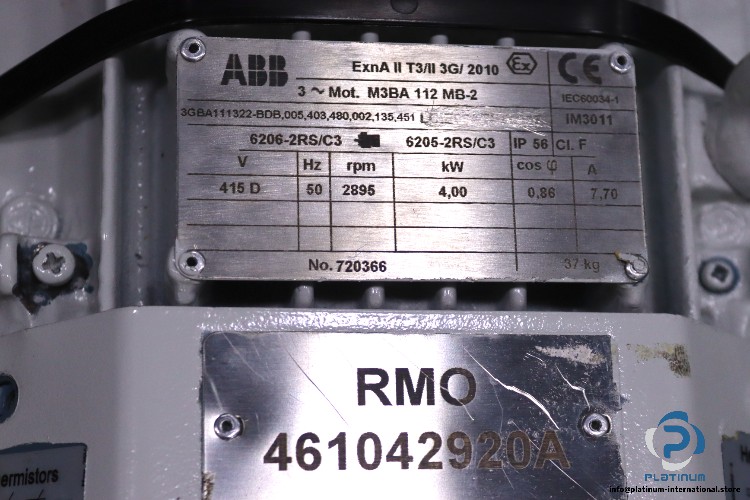 ABB
ExnA II T3/II 3G/ 2010 Ex CE
3 ~ Mot. M3BA 112 MB-2 IEC60034-1
3GBA111322-BDB,005,403,480,002,135,451 IM3011
6206-2RS/C3 6205-2RS/C3 IP 56 Cl. F
V Hz rpm kW cos φ A
415 D 50 2895 4,00 0,86 7,70
No. 720366 37 kg
RMO
461042920A
ermistors
PLATINUM
info@platinum-international.store